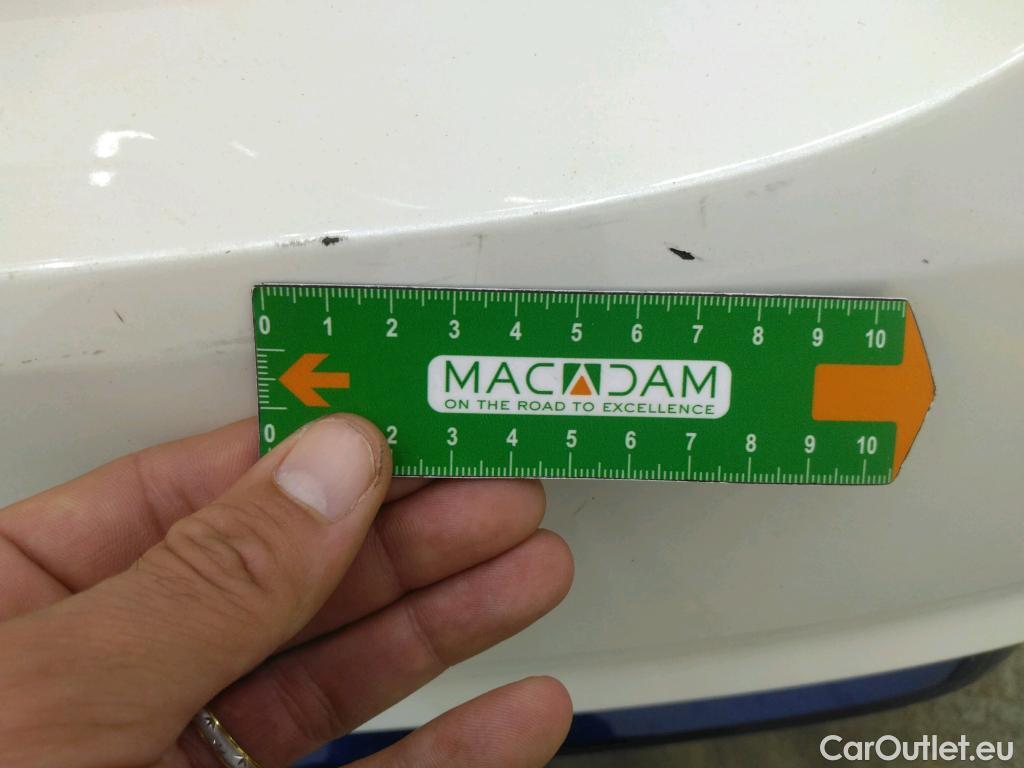 0 1 2 3 4 5 6 7 8 9 10
MACADAM
ON THE ROAD TO EXCELLENCE
0 2 3 4 5 6 7 8 9 10
CarOutlet.eu